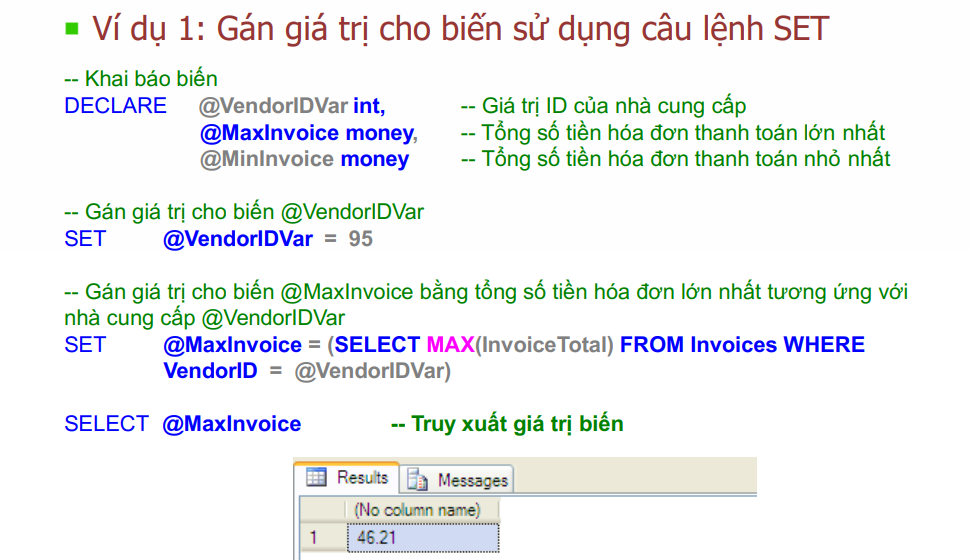 Ví dụ 1: Gán giá trị cho biến sử dụng câu lệnh SET
-- Khai báo biến
DECLARE @VendorIDVar int, -- Giá trị ID của nhà cung cấp
@MaxInvoice money, -- Tổng số tiền hóa đơn thanh toán lớn nhất
@MinInvoice money -- Tổng số tiền hóa đơn thanh toán nhỏ nhất
-- Gán giá trị cho biến @VendorIDVar
SET @VendorIDVar = 95
-- Gán giá trị cho biến @MaxInvoice bằng tổng số tiền hóa đơn lớn nhất tương ứng với
nhà cung cấp @VendorIDVar
SET @MaxInvoice = (SELECT MAX(InvoiceTotal) FROM Invoices WHERE
VendorID = @VendorIDVar)
SELECT @MaxInvoice -- Truy xuất giá trị biến
Results Messages
(No column name)
1 46.21